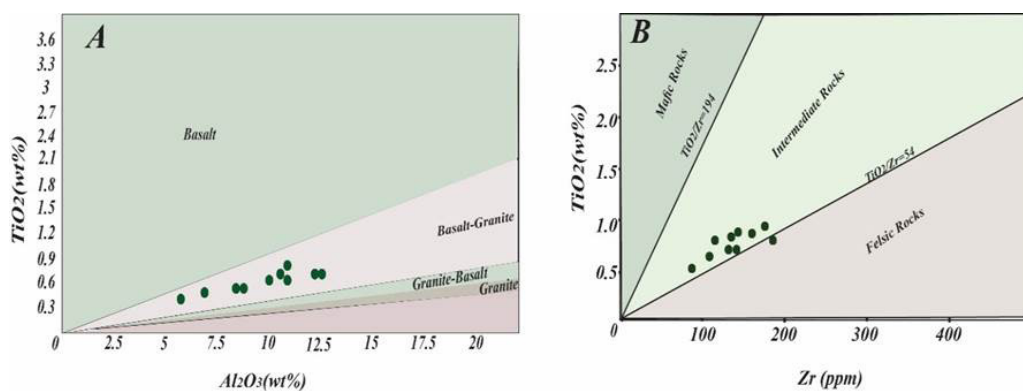 A
3.6
3.3
3
2.7
2.4
2.1
1.8
1.5
1.2
0.9
0.6
0.3
TiO2(wt%)
Basalt
Basalt-Granite
Granite-Basalt
Granite
0 2.5 5 7.5 10 12.5 15 17.5 20
Al2O3(wt%)
B
2.5
2.0
1.5
1.0
0.5
TiO2(wt%)
Mafic Rocks
TiO2/Zr=194
Intermediate Rocks
TiO2/Zr=54
Felsic Rocks
0 100 200 300 400
Zr (ppm)